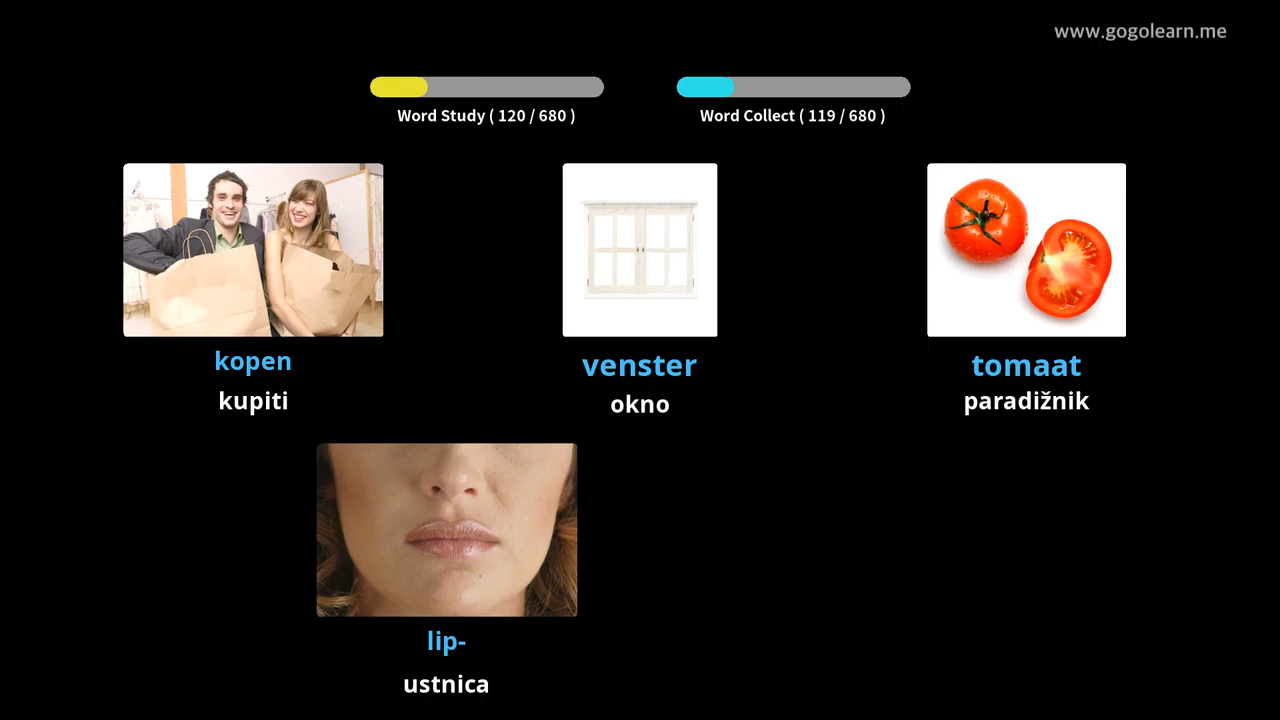 www.gogolearn.me
Word Study ( 120 / 680 )
Word Collect ( 119 / 680 )
kopen
kupiti
venster
okno
tomaat
paradižnik
lip-
ustnica